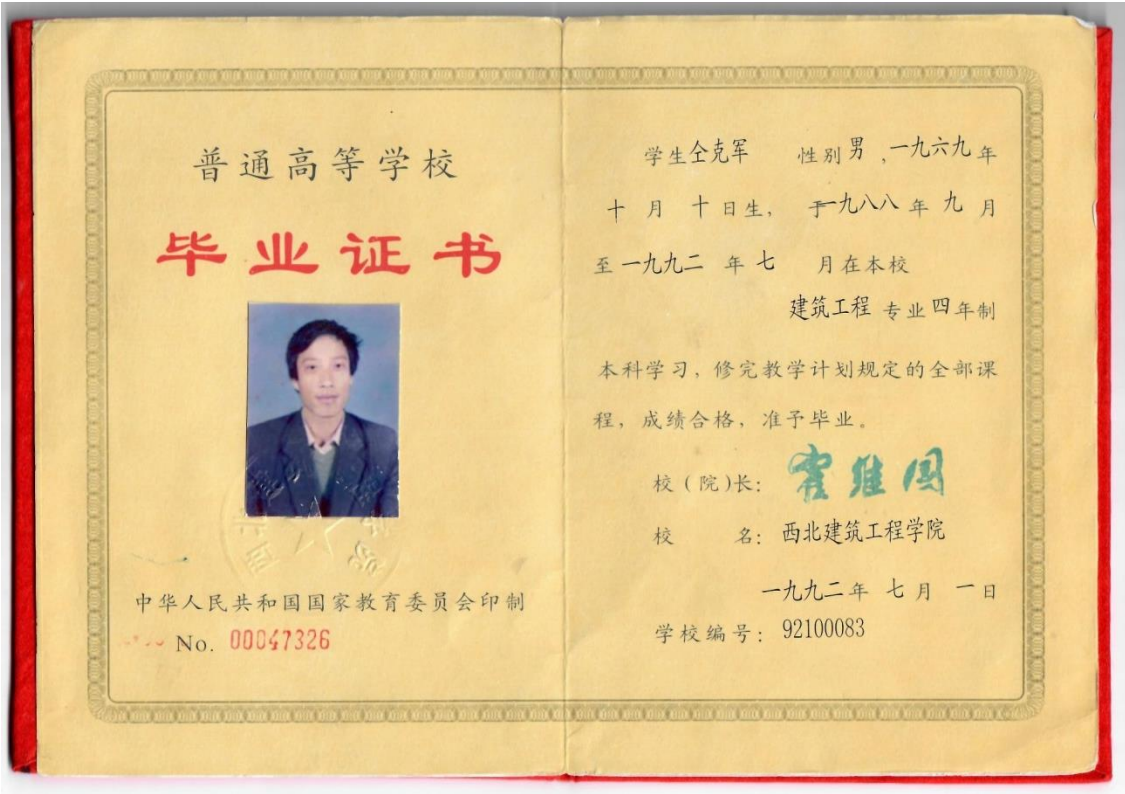 普通高等学校
毕业证书
中华人民共和国国家教育委员会印制
No. 00047326
学生仝克军 性别男,一九六九年
十月十日生, 于一九八八年九月
至一九九二年七月在本校
建筑工程专业四年制
本科学习,修完教学计划规定的全部课
程,成绩合格,准予毕业。
校(院)长: 霍维国
校名: 西北建筑工程学院
一九九二年七月一日
学校编号: 92100083